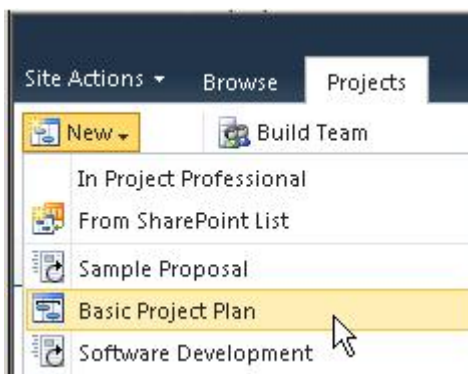 Site Actions Browse Projects
New Build Team
In Project Professional
From SharePoint List
Sample Proposal
Basic Project Plan
Software Development